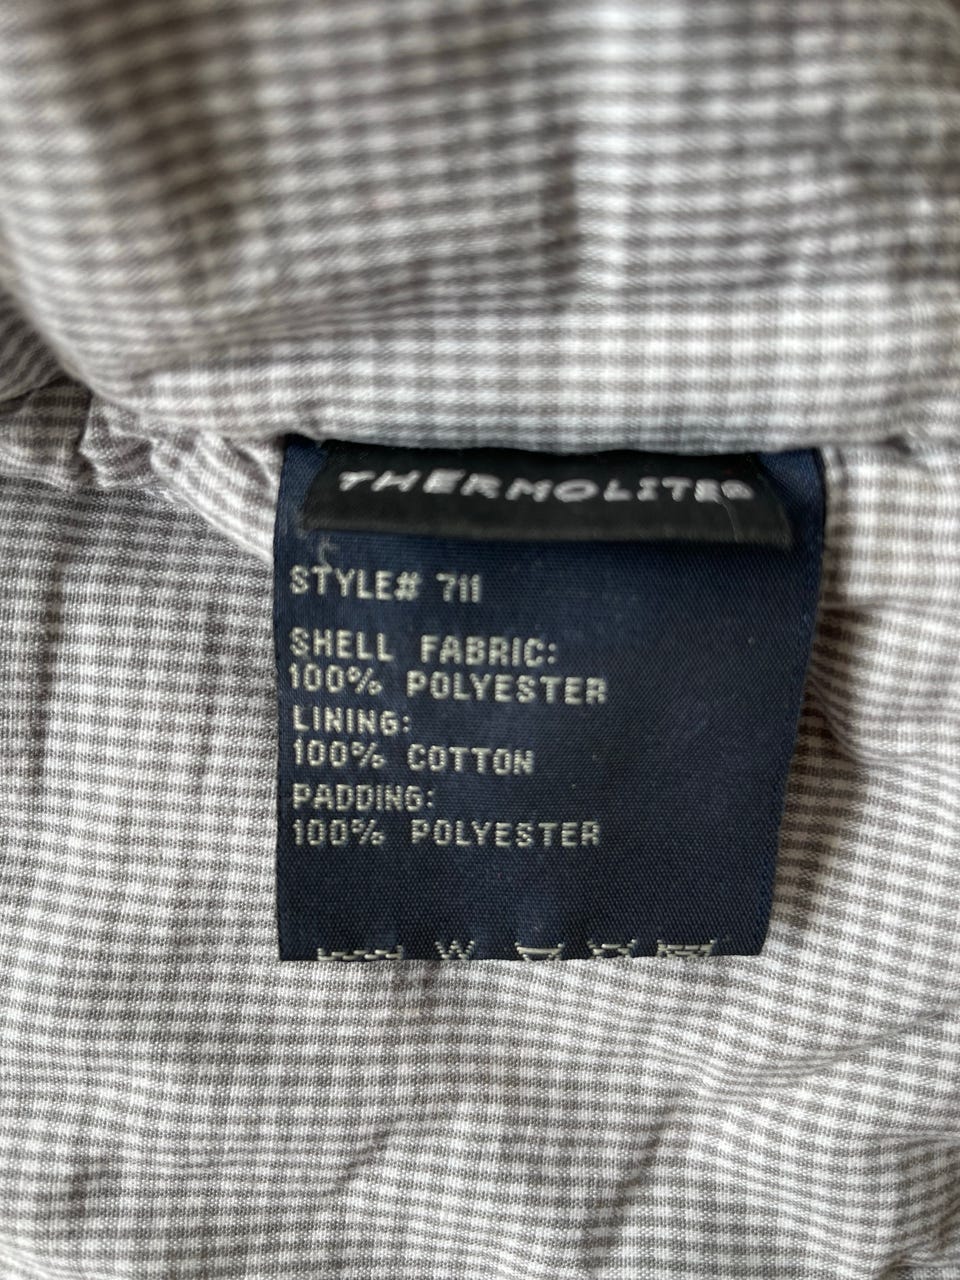 THERMOLITE®
STYLE# 711
SHELL FABRIC:
100% POLYESTER
LINING:
100% COTTON
PADDING:
100% POLYESTER